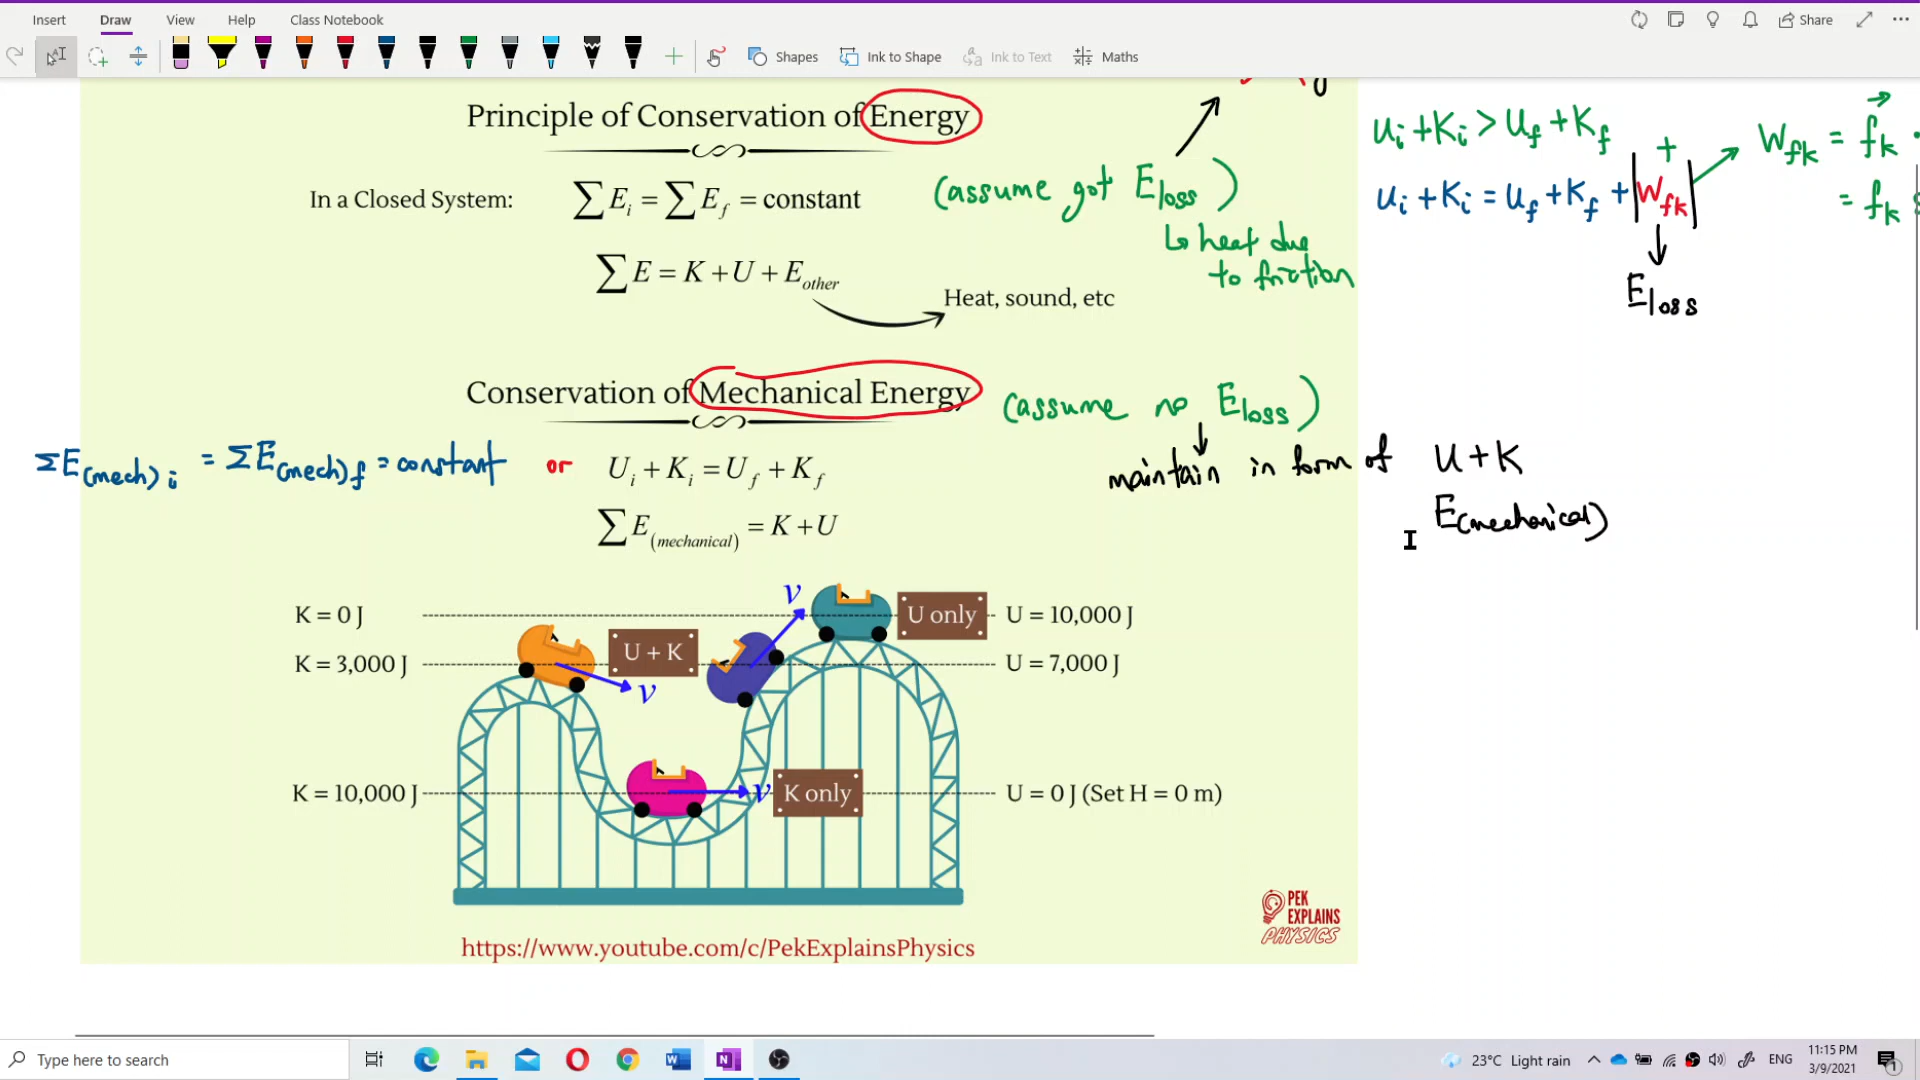 Insert Draw View Help Class Notebook Share
Shapes Ink to Shape Ink to Text Maths
Principle of Conservation of Energy
In a Closed System: ∑E_i = ∑E_f = constant
∑E = K + U + E_other
Heat, sound, etc
(assume got E_loss)
↳ heat due
to friction
U_i + K_i > U_f + K_f
U_i + K_i = U_f + K_f + |W_fk|
+
E_loss
W_fk = f_k ·
= f_k
Conservation of Mechanical Energy
(assume no E_loss)
maintain in form of U + K
E(mechanical)
ΣE(mech)i = ΣE(mech)f = constant or U_i + K_i = U_f + K_f
∑E_(mechanical) = K + U
K = 0 J
v
U only
U = 10,000 J
K = 3,000 J
U + K
v
U = 7,000 J
K = 10,000 J
v
K only
U = 0 J (Set H = 0 m)
PEK
EXPLAINS
PHYSICS
https://www.youtube.com/c/PekExplainsPhysics
Type here to search
23°C Light rain
ENG
11:15 PM
3/9/2021
1